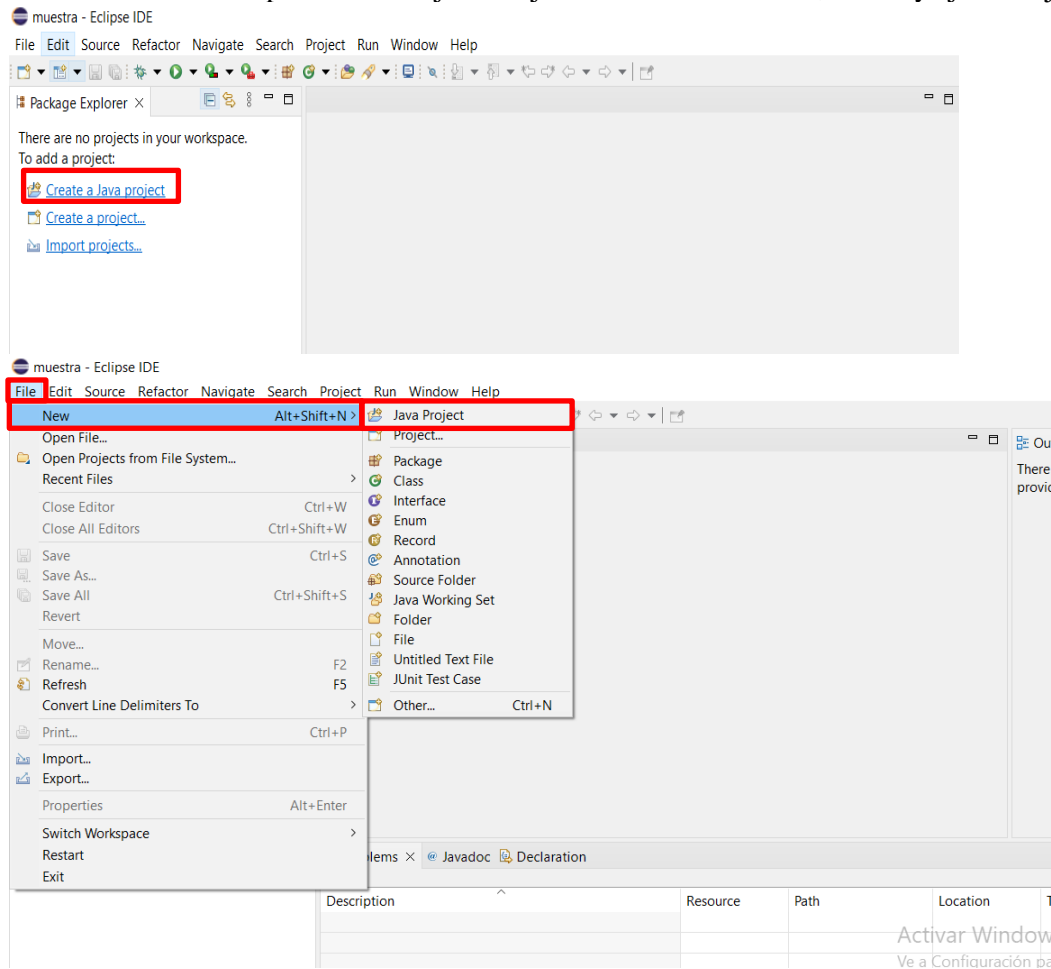 muestra - Eclipse IDE
File Edit Source Refactor Navigate Search Project Run Window Help
Package Explorer
There are no projects in your workspace.
To add a project:
Create a Java project
Create a project...
Import projects...
muestra - Eclipse IDE
File Edit Source Refactor Navigate Search Project Run Window Help
New Alt+Shift+N >
Open File...
Open Projects from File System...
Recent Files >
Close Editor Ctrl+W
Close All Editors Ctrl+Shift+W
Save Ctrl+S
Save As...
Save All Ctrl+Shift+S
Revert
Move...
Rename... F2
Refresh F5
Convert Line Delimiters To >
Print... Ctrl+P
Import...
Export...
Properties Alt+Enter
Switch Workspace >
Restart
Exit
Java Project
Project...
Package
Class
Interface
Enum
Record
Annotation
Source Folder
Java Working Set
Folder
File
Untitled Text File
JUnit Test Case
Other... Ctrl+N
Ou
There
provid
lems @ Javadoc Declaration
Description Resource Path Location T
Activar Window
Ve a Configuración pa